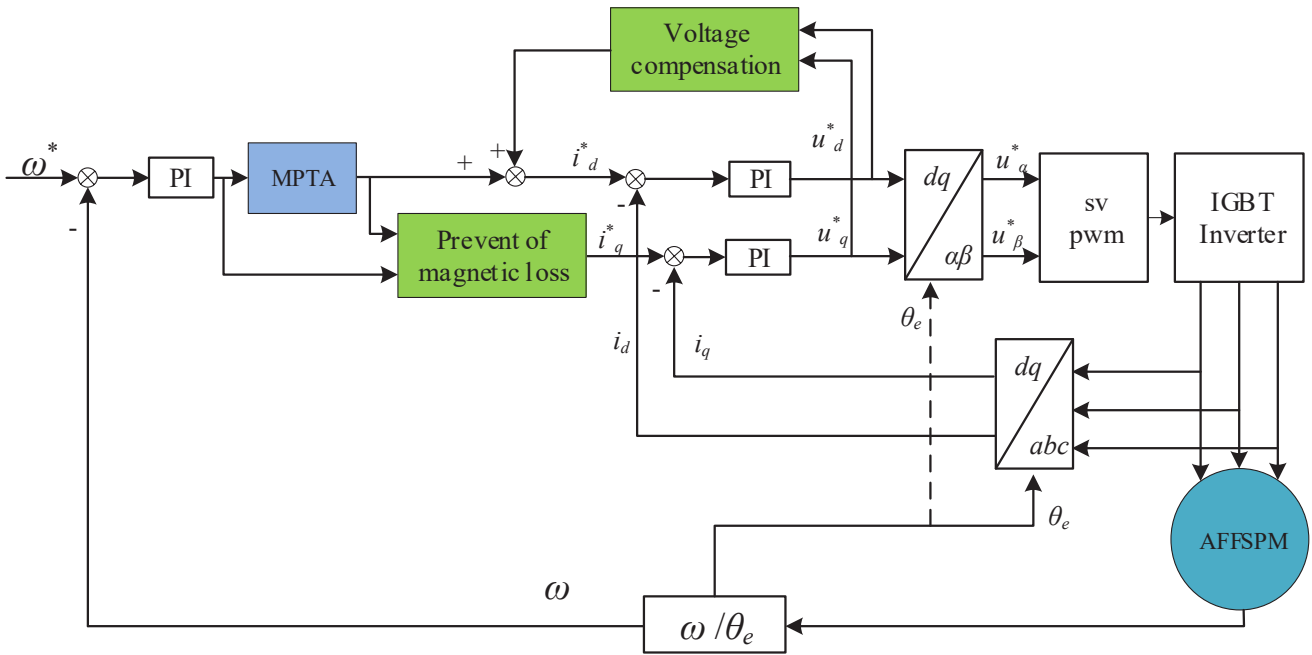 Voltage
compensation
ω*
-
PI
MPTA
+
+
i*d
-
PI
u*d
dq
αβ
u*α
u*β
sv
pwm
IGBT
Inverter
Prevent of
magnetic loss
i*q
-
PI
u*q
θe
id
iq
dq
abc
θe
AFFSPM
ω
ω /θe